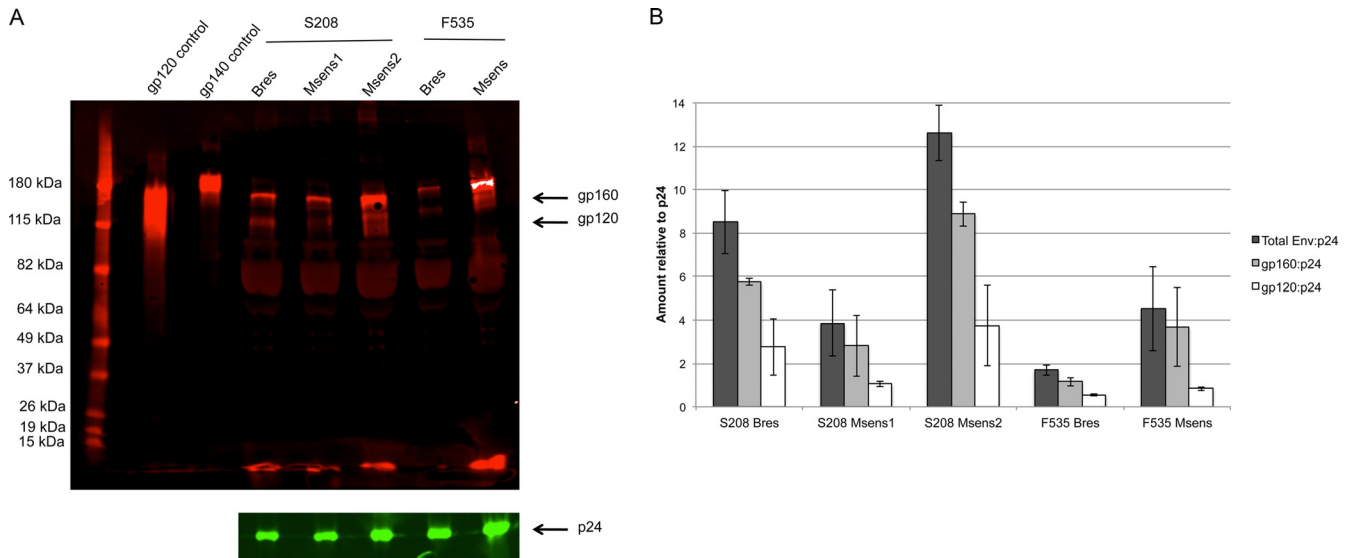 A
S208
F535
gp120 control
gp140 control
Bres
Msens1
Msens2
Bres
Msens
180 kDa
115 kDa
82 kDa
64 kDa
49 kDa
37 kDa
26 kDa
19 kDa
15 kDa
gp160
gp120
p24
B
Amount relative to p24
14
12
10
8
6
4
2
0
S208 Bres
S208 Msens1
S208 Msens2
F535 Bres
F535 Msens
Total Env:p24
gp160:p24
gp120:p24